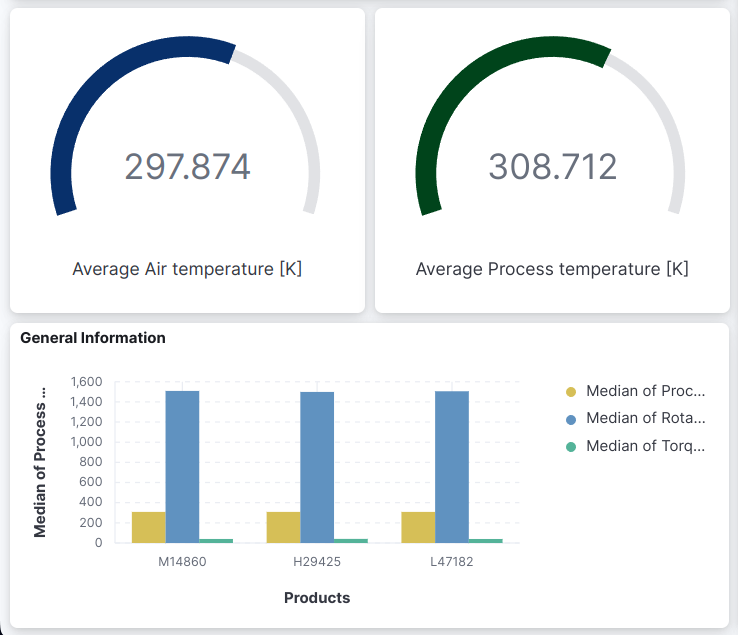 297.874
Average Air temperature [K]
308.712
Average Process temperature [K]
General Information
Median of Process ...
1,600
1,400
1,200
1,000
800
600
400
200
0
M14860
H29425
L47182
Products
Median of Proc...
Median of Rota...
Median of Torq...